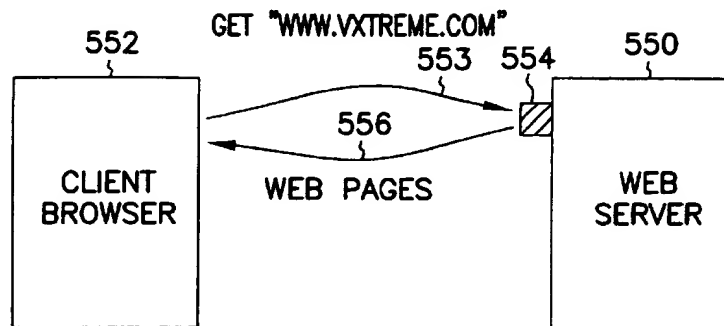 GET "WWW.VXTREME.COM"
552
553
554
550
556
CLIENT
BROWSER
WEB PAGES
WEB
SERVER